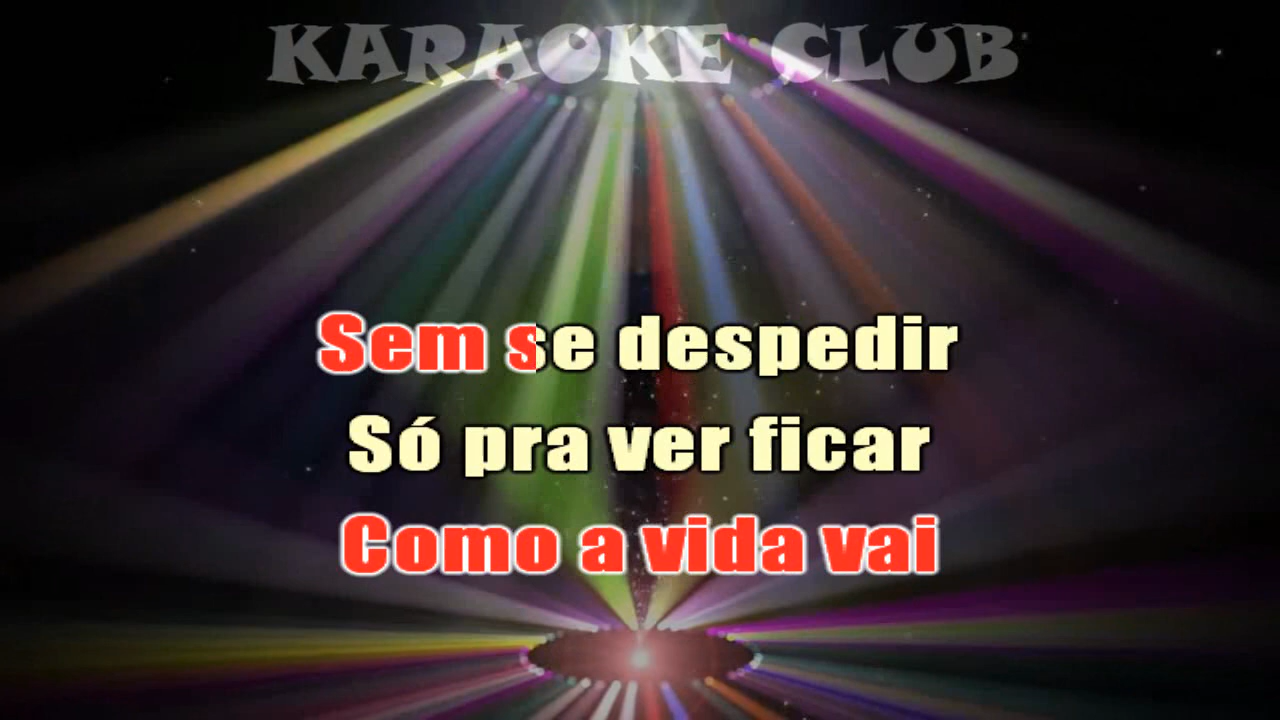 KARAOKE CLUB
Sem se despedir
Só pra ver ficar
Como a vida vai